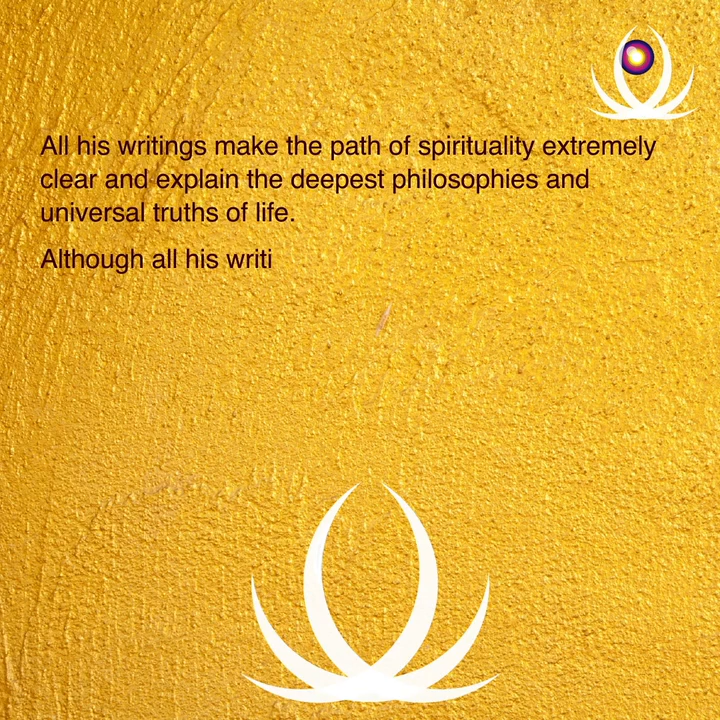 All his writings make the path of spirituality extremely
clear and explain the deepest philosophies and
universal truths of life.
Although all his writi